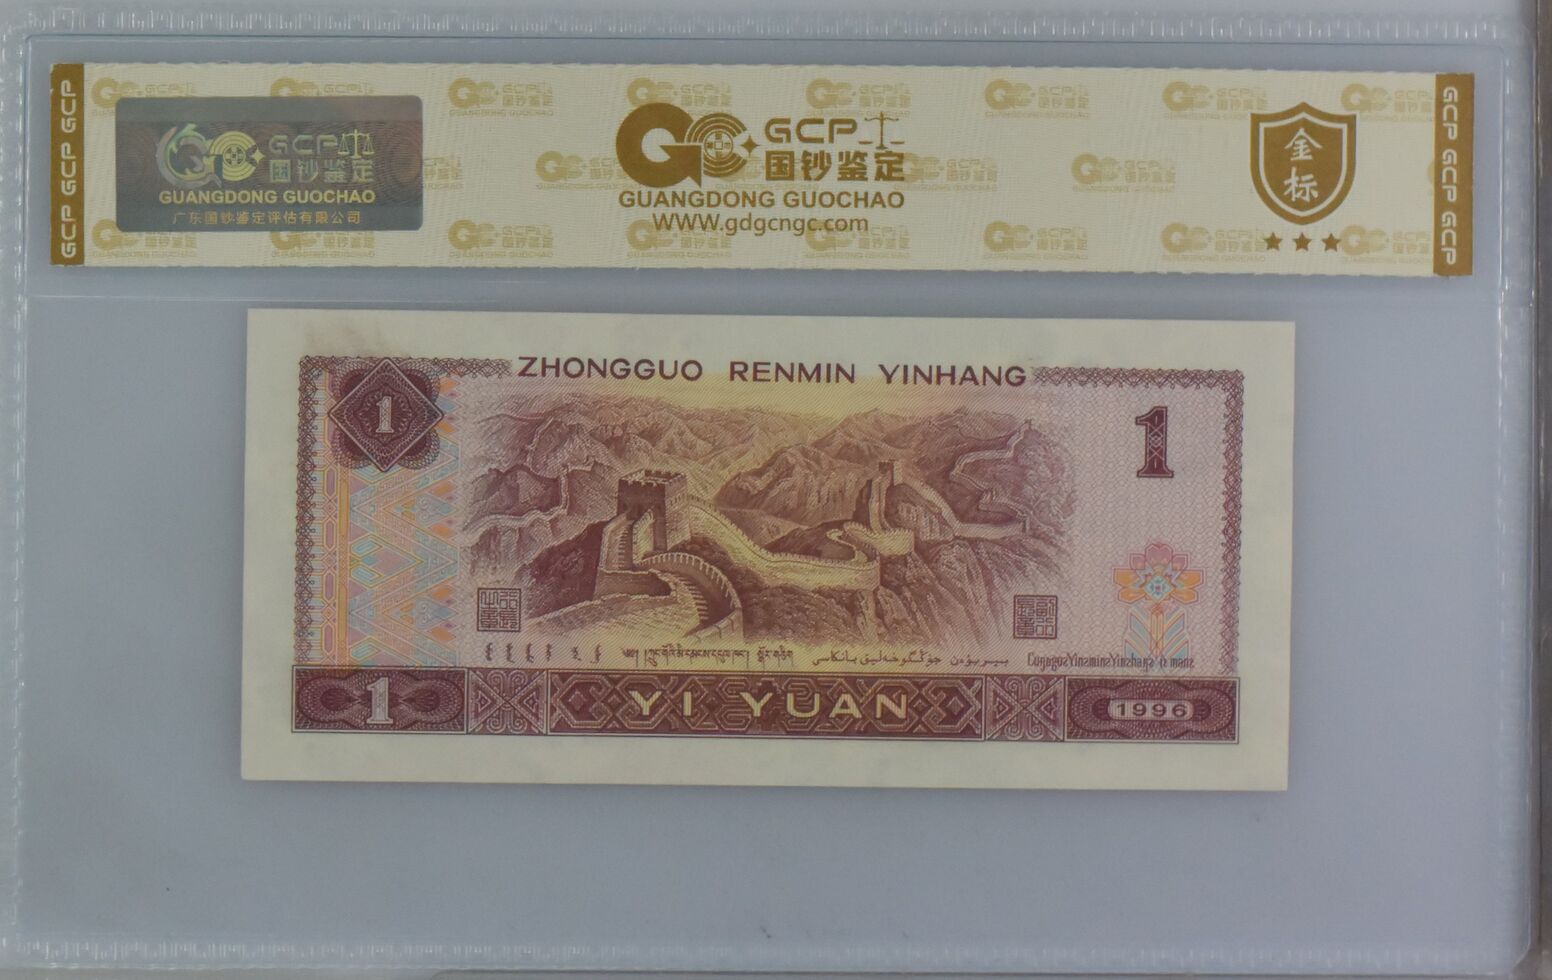 GCP GCP GCP
GCP
国钞鉴定
GUANGDONG GUOCHAO
广东国钞鉴定评估有限公司
GCP
国钞鉴定
GUANGDONG GUOCHAO
WWW.gdgcngc.com
金标
GCP GCP GCP
ZHONGGUO RENMIN YINHANG
1
1
1
YI YUAN
1996